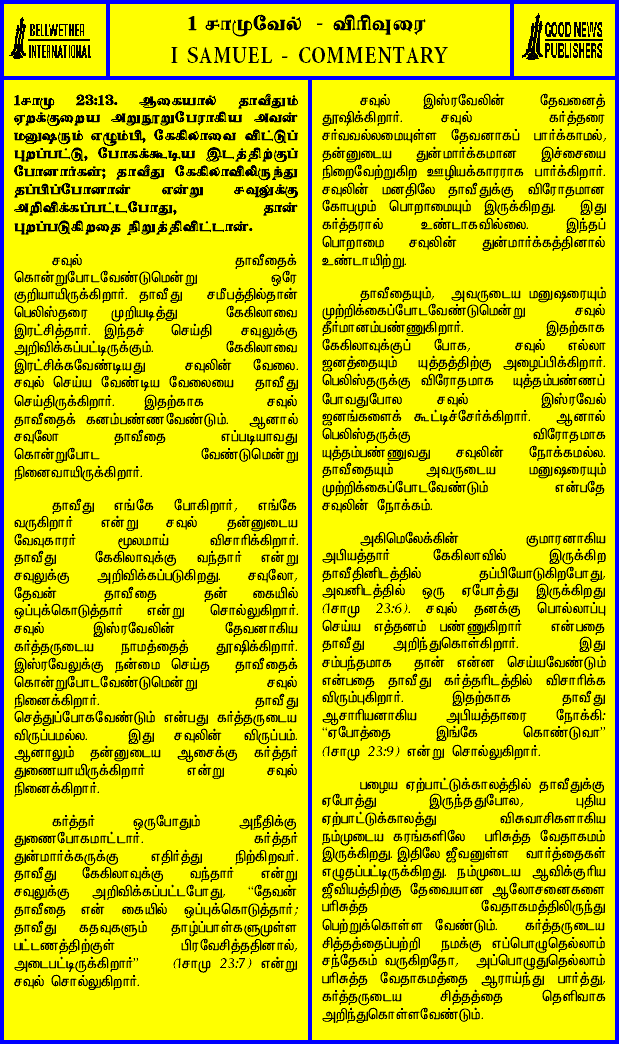 BELLWETHER
INTERNATIONAL
1 சாமுவேல் - விரிவுரை
I SAMUEL - COMMENTARY
GOOD NEWS
PUBLISHERS
1சாமு 23:13. ஆகையால் தாவீதும்
ஏறக்குறைய அறுநூறுபேராகிய அவன்
மனுஷரும் எழும்பி, கேகிலாவை விட்டுப்
புறப்பட்டு, போகக்கூடிய இடத்திற்குப்
போனார்கள்; தாவீது கேகிலாவிலிருந்து
தப்பிப்போனான் என்று சவுலுக்கு
அறிவிக்கப்பட்டபோது, தான்
புறப்படுகிறதை நிறுத்திவிட்டான்.
சவுல் தாவீதைக்
கொன்றுபோடவேண்டுமென்று ஒரே
குறியாயிருக்கிறார். தாவீது சமீபத்தில்தான்
பெலிஸ்தரை முறியடித்து கேகிலாவை
இரட்சித்தார். இந்தச் செய்தி சவுலுக்கு
அறிவிக்கப்பட்டிருக்கும். கேகிலாவை
இரட்சிக்கவேண்டியது சவுலின் வேலை.
சவுல் செய்ய வேண்டிய வேலையை தாவீது
செய்திருக்கிறார். இதற்காக சவுல்
தாவீதைக் கனம்பண்ணவேண்டும். ஆனால்
சவுலோ தாவீதை எப்படியாவது
கொன்றுபோட வேண்டுமென்று
நினைவாயிருக்கிறார்.
தாவீது எங்கே போகிறார், எங்கே
வருகிறார் என்று சவுல் தன்னுடைய
வேவுகாரர் மூலமாய் விசாரிக்கிறார்.
தாவீது கேகிலாவுக்கு வந்தார் என்று
சவுலுக்கு அறிவிக்கப்படுகிறது. சவுலோ,
தேவன் தாவீதை தன் கையில்
ஒப்புக்கொடுத்தார் என்று சொல்லுகிறார்.
சவுல் இஸ்ரவேலின் தேவனாகிய
கர்த்தருடைய நாமத்தைத் தூஷிக்கிறார்.
இஸ்ரவேலுக்கு நன்மை செய்த தாவீதைக்
கொன்றுபோடவேண்டுமென்று சவுல்
நினைக்கிறார். தாவீது
செத்துப்போகவேண்டும் என்பது கர்த்தருடைய
விருப்பமல்ல. இது சவுலின் விருப்பம்.
ஆனாலும் தன்னுடைய ஆசைக்கு கர்த்தர்
துணையாயிருக்கிறார் என்று சவுல்
நினைக்கிறார்.
கர்த்தர் ஒருபோதும் அநீதிக்கு
துணைபோகமாட்டார். கர்த்தர்
துன்மார்க்கருக்கு எதிர்த்து நிற்கிறவர்.
தாவீது கேகிலாவுக்கு வந்தார் என்று
சவுலுக்கு அறிவிக்கப்பட்டபோது, "தேவன்
தாவீதை என் கையில் ஒப்புக்கொடுத்தார்;
தாவீது கதவுகளும் தாழ்ப்பாள்களுமுள்ள
பட்டணத்திற்குள் பிரவேசித்ததினால்,
அடைபட்டிருக்கிறார்" (1சாமு 23:7) என்று
சவுல் சொல்லுகிறார்.
சவுல் இஸ்ரவேலின் தேவனைத்
தூஷிக்கிறார். சவுல் கர்த்தரை
சர்வவல்லமையுள்ள தேவனாகப் பார்க்காமல்,
தன்னுடைய துன்மார்க்கமான இச்சையை
நிறைவேற்றுகிற ஊழியக்காரராக பார்க்கிறார்.
சவுலின் மனதிலே தாவீதுக்கு விரோதமான
கோபமும் பொறாமையும் இருக்கிறது. இது
கர்த்தரால் உண்டாகவில்லை. இந்தப்
பொறாமை சவுலின் துன்மார்க்கத்தினால்
உண்டாயிற்று.
தாவீதையும், அவருடைய மனுஷரையும்
முற்றிக்கைப்போடவேண்டுமென்று சவுல்
தீர்மானம்பண்ணுகிறார். இதற்காக
கேகிலாவுக்குப் போக, சவுல் எல்லா
ஜனத்தையும் யுத்தத்திற்கு அழைப்பிக்கிறார்.
பெலிஸ்தருக்கு விரோதமாக யுத்தம்பண்ணப்
போவதுபோல சவுல் இஸ்ரவேல்
ஜனங்களைக் கூட்டிச்சேர்க்கிறார். ஆனால்
பெலிஸ்தருக்கு விரோதமாக
யுத்தம்பண்ணுவது சவுலின் நோக்கமல்ல.
தாவீதையும் அவருடைய மனுஷரையும்
முற்றிக்கைப்போடவேண்டும் என்பதே
சவுலின் நோக்கம்.
அகிமெலேக்கின் குமாரனாகிய
அபியத்தார் கேகிலாவில் இருக்கிற
தாவீதினிடத்தில் தப்பியோடுகிறபோது,
அவனிடத்தில் ஒரு ஏபோத்து இருக்கிறது
(1சாமு 23:6). சவுல் தனக்கு பொல்லாப்பு
செய்ய எத்தனம் பண்ணுகிறார் என்பதை
தாவீது அறிந்துகொள்கிறார். இது
சம்பந்தமாக தான் என்ன செய்யவேண்டும்
என்பதை தாவீது கர்த்தரிடத்தில் விசாரிக்க
விரும்புகிறார். இதற்காக தாவீது
ஆசாரியனாகிய அபியத்தாரை நோக்கி:
"ஏபோத்தை இங்கே கொண்டுவா"
(1சாமு 23:9) என்று சொல்லுகிறார்.
பழைய ஏற்பாட்டுக்காலத்தில் தாவீதுக்கு
ஏபோத்து இருந்ததுபோல, புதிய
ஏற்பாட்டுக்காலத்து விசுவாசிகளாகிய
நம்முடைய கரங்களிலே பரிசுத்த வேதாகமம்
இருக்கிறது. இதிலே ஜீவனுள்ள வார்த்தைகள்
எழுதப்பட்டிருக்கிறது. நம்முடைய ஆவிக்குரிய
ஜீவியத்திற்கு தேவையான ஆலோசனைகளை
பரிசுத்த வேதாகமத்திலிருந்து
பெற்றுக்கொள்ள வேண்டும். கர்த்தருடைய
சித்தத்தைப்பற்றி நமக்கு எப்பொழுதெல்லாம்
சந்தேகம் வருகிறதோ, அப்பொழுதெல்லாம்
பரிசுத்த வேதாகமத்தை ஆராய்ந்து பார்த்து,
கர்த்தருடைய சித்தத்தை தெளிவாக
அறிந்துகொள்ளவேண்டும்.